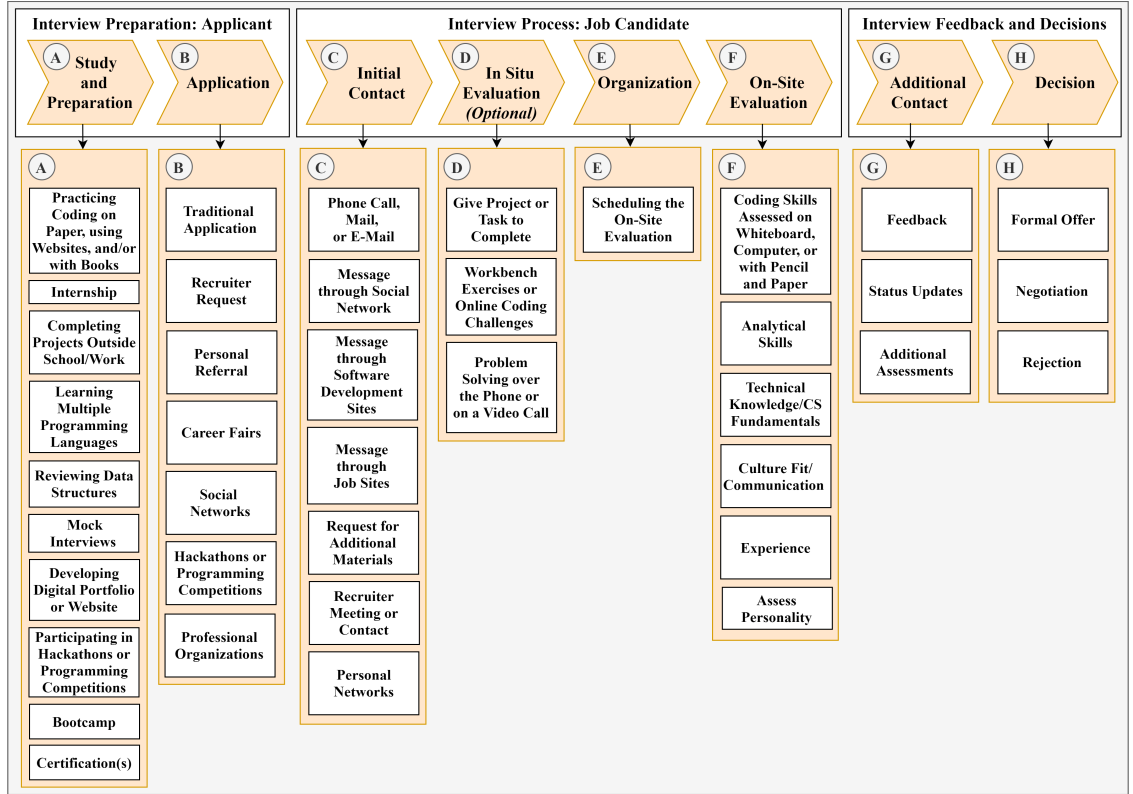 Interview Preparation: Applicant
Interview Process: Job Candidate
Interview Feedback and Decisions
A
Study
and
Preparation
B
Application
C
Initial
Contact
D
In Situ
Evaluation
(Optional)
E
Organization
F
On-Site
Evaluation
G
Additional
Contact
H
Decision
A
Practicing
Coding on
Paper, using
Websites, and/or
with Books
Internship
Completing
Projects Outside
School/Work
Learning
Multiple
Programming
Languages
Reviewing Data
Structures
Mock
Interviews
Developing
Digital Portfolio
or Website
Participating in
Hackathons or
Programming
Competitions
Bootcamp
Certification(s)
B
Traditional
Application
Recruiter
Request
Personal
Referral
Career Fairs
Social
Networks
Hackathons or
Programming
Competitions
Professional
Organizations
C
Phone Call,
Mail,
or E-Mail
Message
through Social
Network
Message
through
Software
Development
Sites
Message
through
Job Sites
Request for
Additional
Materials
Recruiter
Meeting or
Contact
Personal
Networks
D
Give Project or
Task to
Complete
Workbench
Exercises or
Online Coding
Challenges
Problem
Solving over
the Phone or
on a Video Call
E
Scheduling the
On-Site
Evaluation
F
Coding Skills
Assessed on
Whiteboard,
Computer, or
with Pencil
and Paper
Analytical
Skills
Technical
Knowledge/CS
Fundamentals
Culture Fit/
Communication
Experience
Assess
Personality
G
Feedback
Status Updates
Additional
Assessments
H
Formal Offer
Negotiation
Rejection